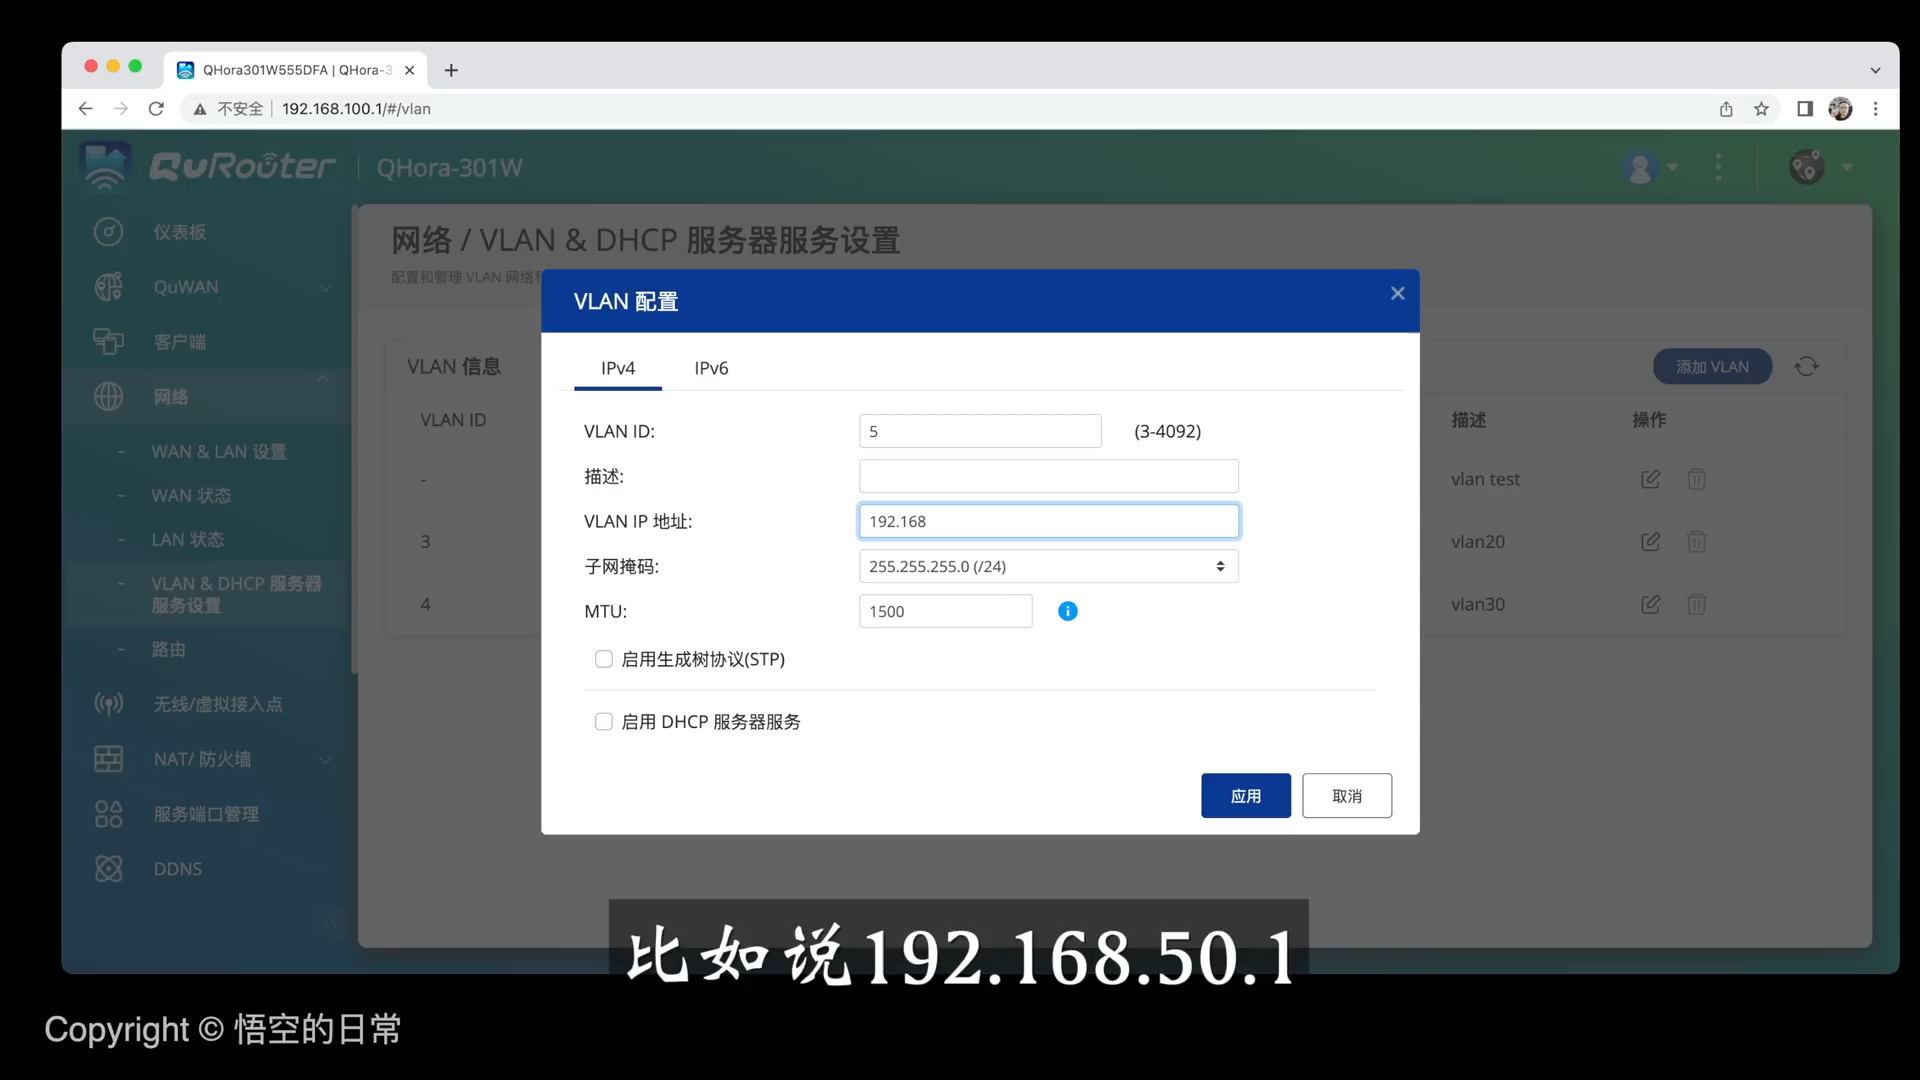 QHora301W555DFA | QHora-3
不安全
192.168.100.1/#/vlan
QuRouter
QHora-301W
仪表板
QuWAN
客户端
网络
WAN & LAN 设置
WAN 状态
LAN 状态
VLAN & DHCP 服务器
服务设置
路由
无线/虚拟接入点
NAT/ 防火墙
服务端口管理
DDNS
网络 / VLAN & DHCP 服务器服务设置
配置和管理 VLAN 网络
VLAN 信息
添加 VLAN
VLAN ID
描述
操作
-
vlan test
3
vlan20
4
vlan30
VLAN 配置
IPv4
IPv6
VLAN ID:
5
(3-4092)
描述:
VLAN IP 地址:
192.168
子网掩码:
255.255.255.0 (/24)
MTU:
1500
启用生成树协议(STP)
启用 DHCP 服务器服务
应用
取消
比如说192.168.50.1
Copyright © 悟空的日常